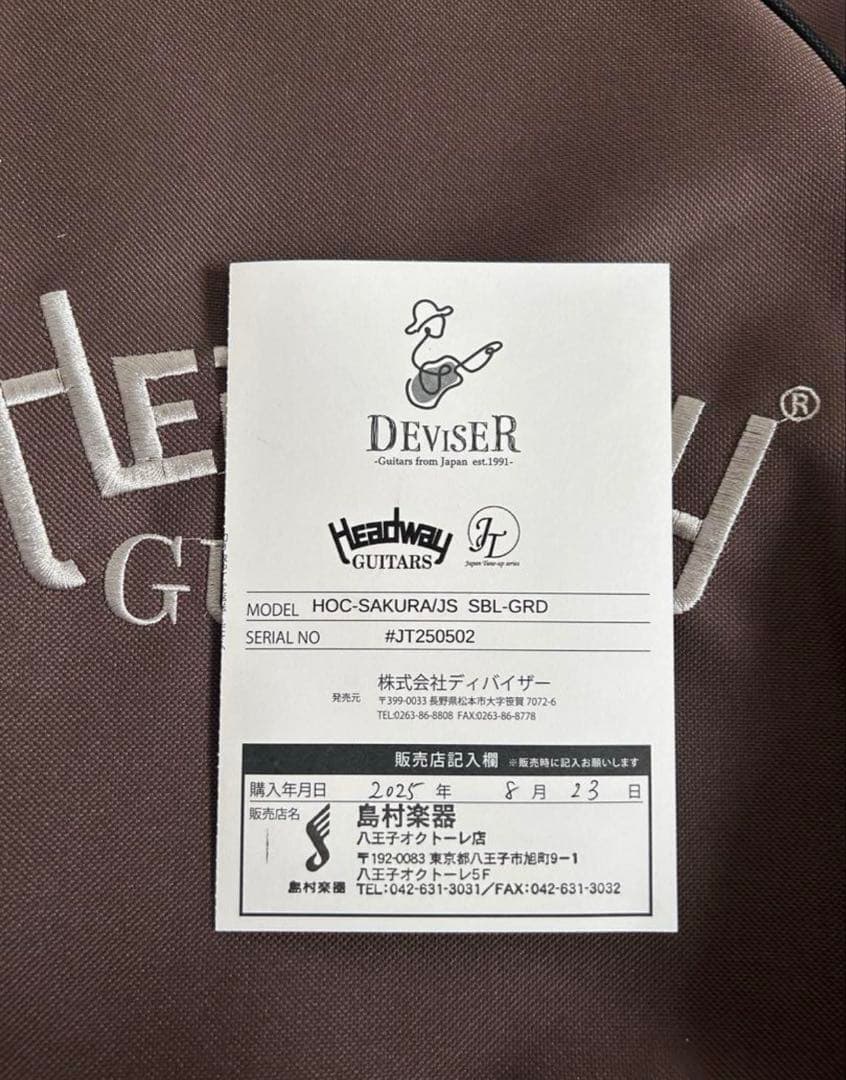 HE
H®
GU
DEVISER
-Guitars from Japan est.1991-
Headway
GUITARS
JT
Japan Tune-up series
MODEL HOC-SAKURA/JS SBL-GRD
SERIAL NO #JT250502
発売元 株式会社ディバイザー
〒399-0033 長野県松本市大字笹賀 7072-6
TEL:0263-86-8808 FAX:0263-86-8778
販売店記入欄 ※販売時に記入お願いします
購入年月日 2025 年 8 月 23 日
販売店名 島村楽器
八王子オクトーレ店
〒192-0083 東京都八王子市旭町9-1
八王子オクトーレ5F
島村楽器 TEL:042-631-3031/FAX:042-631-3032